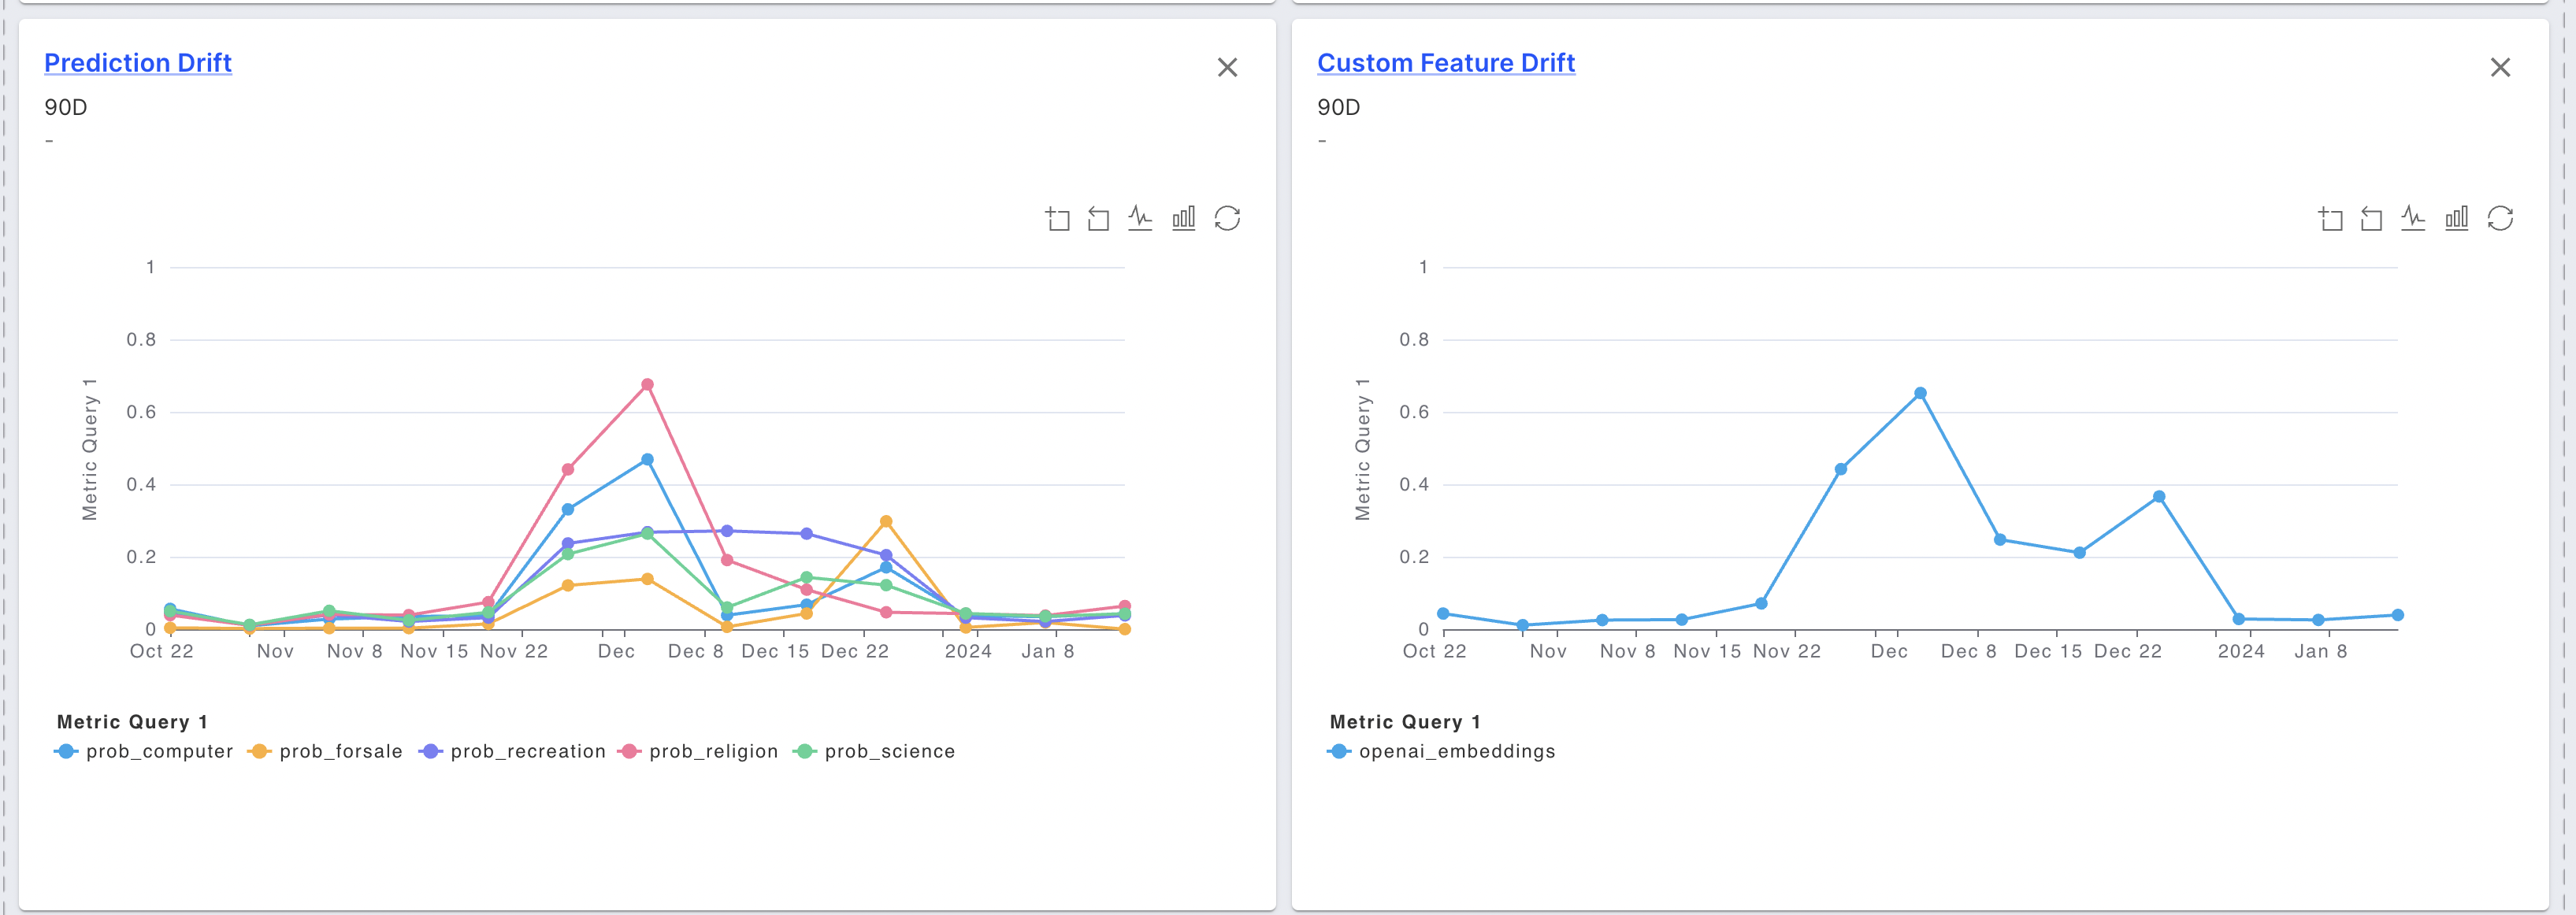 Prediction Drift
90D
-
1
0.8
0.6
0.4
0.2
0
Metric Query 1
Oct 22 Nov Nov 8 Nov 15 Nov 22 Dec Dec 8 Dec 15 Dec 22 2024 Jan 8
Metric Query 1
prob_computer prob_forsale prob_recreation prob_religion prob_science
Custom Feature Drift
90D
-
1
0.8
0.6
0.4
0.2
0
Metric Query 1
Oct 22 Nov Nov 8 Nov 15 Nov 22 Dec Dec 8 Dec 15 Dec 22 2024 Jan 8
Metric Query 1
openai_embeddings